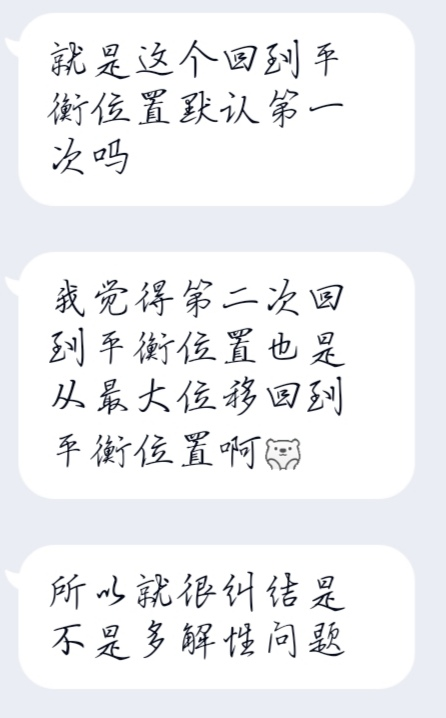 就是这个回到平
衡位置默认第一
次吗
我觉得第二次回
到平衡位置也是
从最大位移回到
平衡位置啊
所以就很纠结是
不是多解性问题